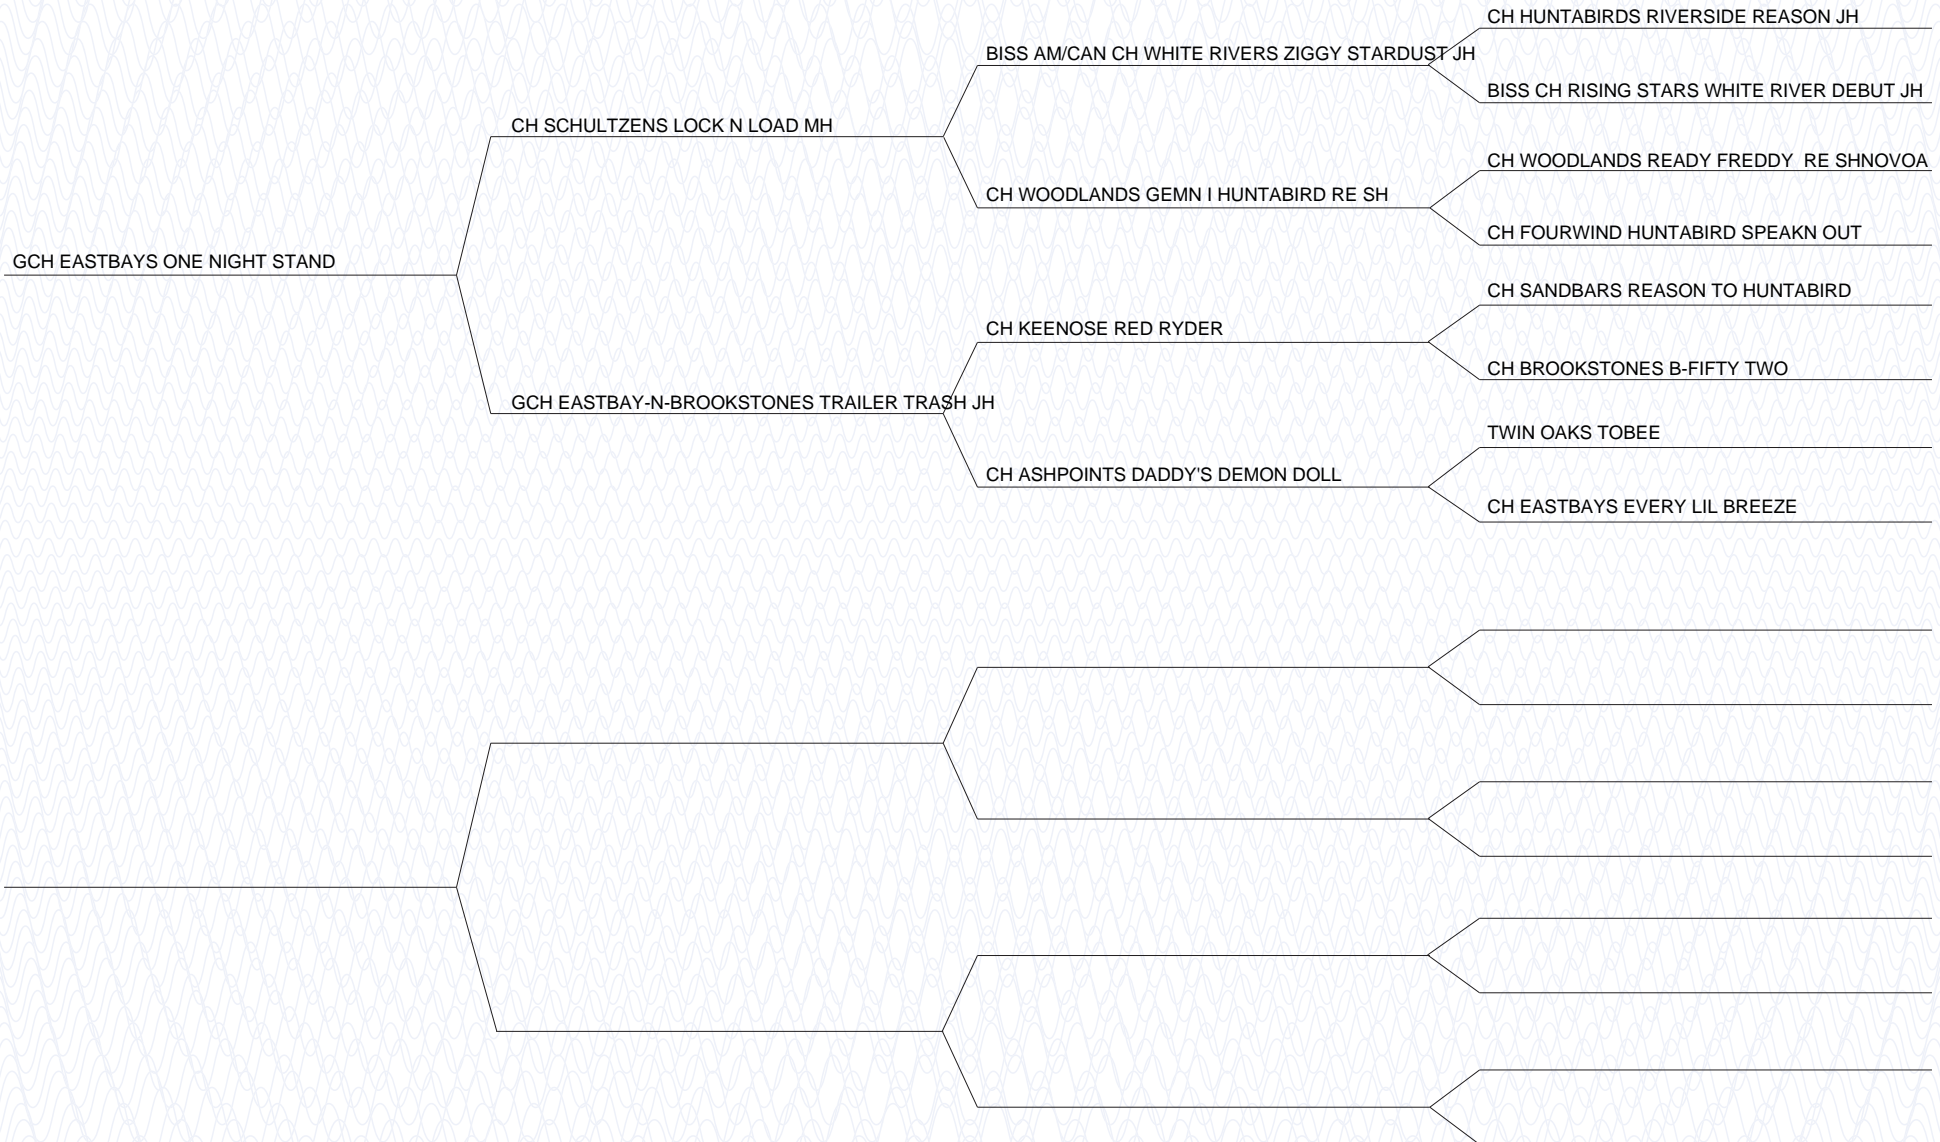 CH HUNTABIRDS RIVERSIDE REASON JH
BISS AM/CAN CH WHITE RIVERS ZIGGY STARDUST JH
BISS CH RISING STARS WHITE RIVER DEBUT JH
CH SCHULTZENS LOCK N LOAD MH
CH WOODLANDS READY FREDDY  RE SHNOVOA
CH WOODLANDS GEMN I HUNTABIRD RE SH
CH FOURWIND HUNTABIRD SPEAKN OUT
GCH EASTBAYS ONE NIGHT STAND
CH SANDBARS REASON TO HUNTABIRD
CH KEENOSE RED RYDER
CH BROOKSTONES B-FIFTY TWO
GCH EASTBAY-N-BROOKSTONES TRAILER TRASH JH
TWIN OAKS TOBEE
CH ASHPOINTS DADDY'S DEMON DOLL
CH EASTBAYS EVERY LIL BREEZE